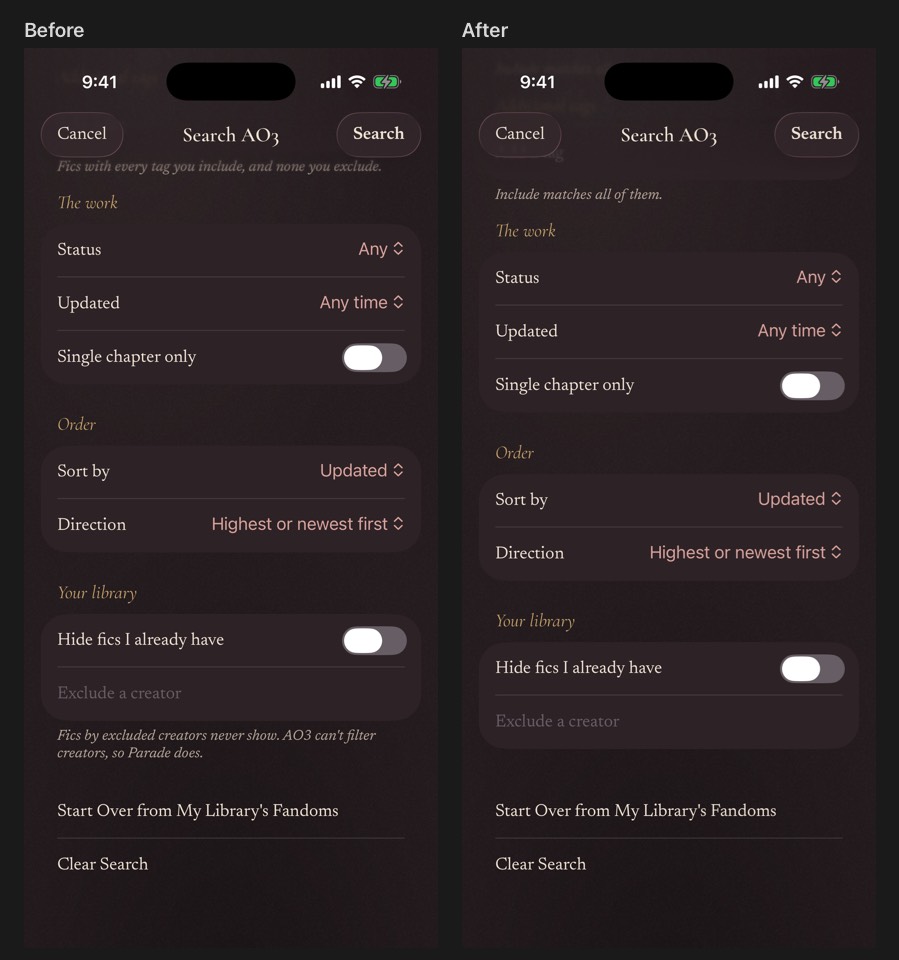 Before
9:41
Cancel
Search AO3
Search
Fics with every tag you include, and none you exclude.
The work
Status
Any
Updated
Any time
Single chapter only
Order
Sort by
Updated
Direction
Highest or newest first
Your library
Hide fics I already have
Exclude a creator
Fics by excluded creators never show. AO3 can't filter
creators, so Parade does.
Start Over from My Library's Fandoms
Clear Search
After
9:41
Cancel
Search AO3
Search
Include matches all of them.
The work
Status
Any
Updated
Any time
Single chapter only
Order
Sort by
Updated
Direction
Highest or newest first
Your library
Hide fics I already have
Exclude a creator
Start Over from My Library's Fandoms
Clear Search